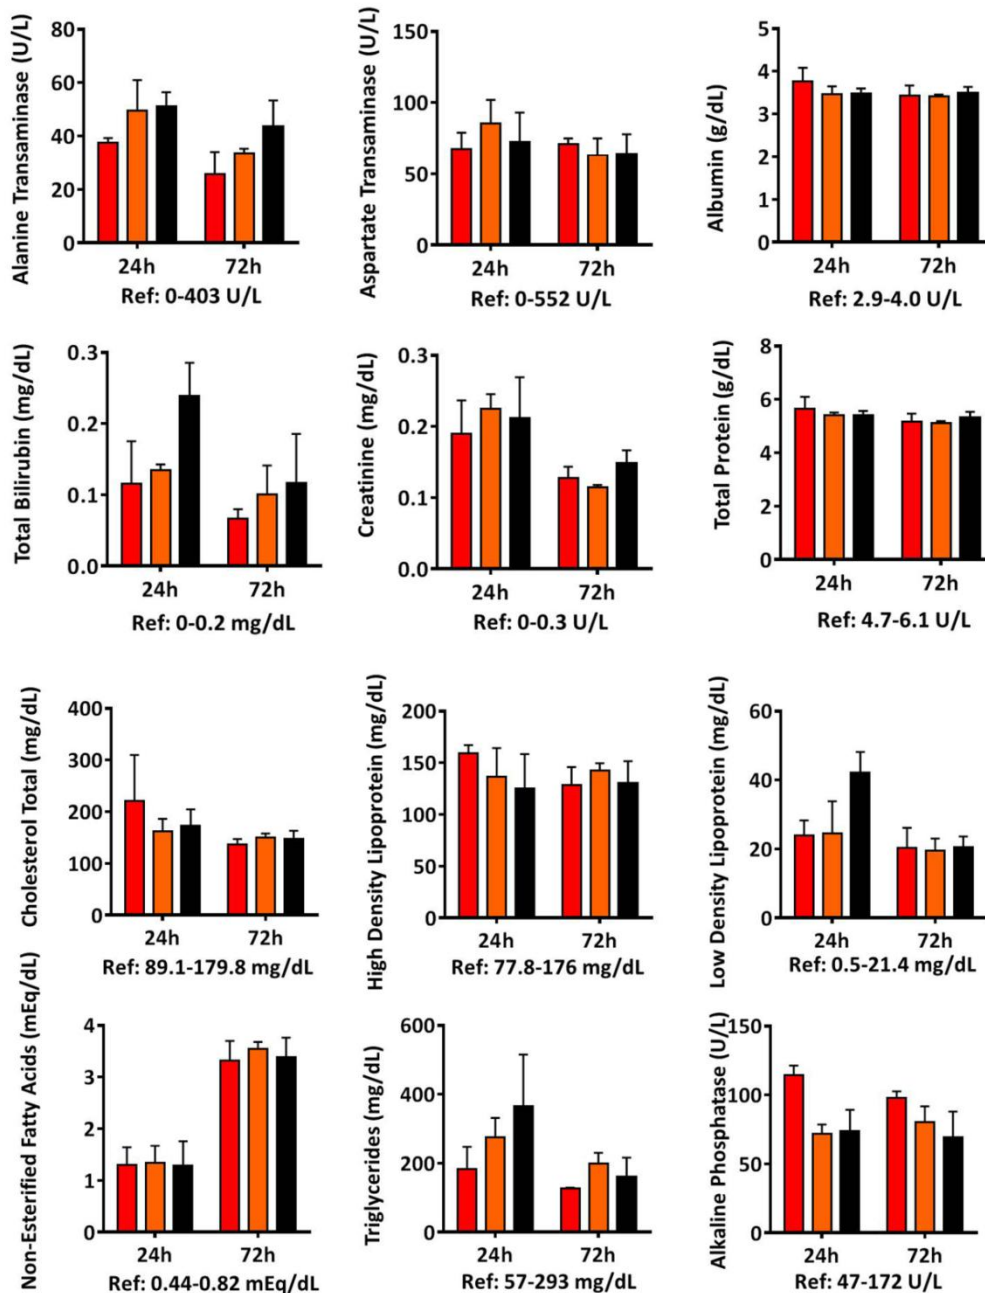 Alanine Transaminase (U/L)
80
60
40
20
0
24h 72h
Ref: 0-403 U/L
Aspartate Transaminase (U/L)
150
100
50
0
24h 72h
Ref: 0-552 U/L
Albumin (g/dL)
5
4
3
2
1
0
24h 72h
Ref: 2.9-4.0 U/L
Total Bilirubin (mg/dL)
0.3
0.2
0.1
0.0
24h 72h
Ref: 0-0.2 mg/dL
Creatinine (mg/dL)
0.3
0.2
0.1
0.0
24h 72h
Ref: 0-0.3 U/L
Total Protein (g/dL)
8
6
4
2
0
24h 72h
Ref: 4.7-6.1 U/L
Cholesterol Total (mg/dL)
400
300
200
100
0
24h 72h
Ref: 89.1-179.8 mg/dL
High Density Lipoprotein (mg/dL)
200
150
100
50
0
24h 72h
Ref: 77.8-176 mg/dL
Low Density Lipoprotein (mg/dL)
60
40
20
0
24h 72h
Ref: 0.5-21.4 mg/dL
Non-Esterified Fatty Acids (mEq/dL)
4
3
2
1
0
24h 72h
Ref: 0.44-0.82 mEq/dL
Triglycerides (mg/dL)
600
400
200
0
24h 72h
Ref: 57-293 mg/dL
Alkaline Phosphatase (U/L)
150
100
50
0
24h 72h
Ref: 47-172 U/L